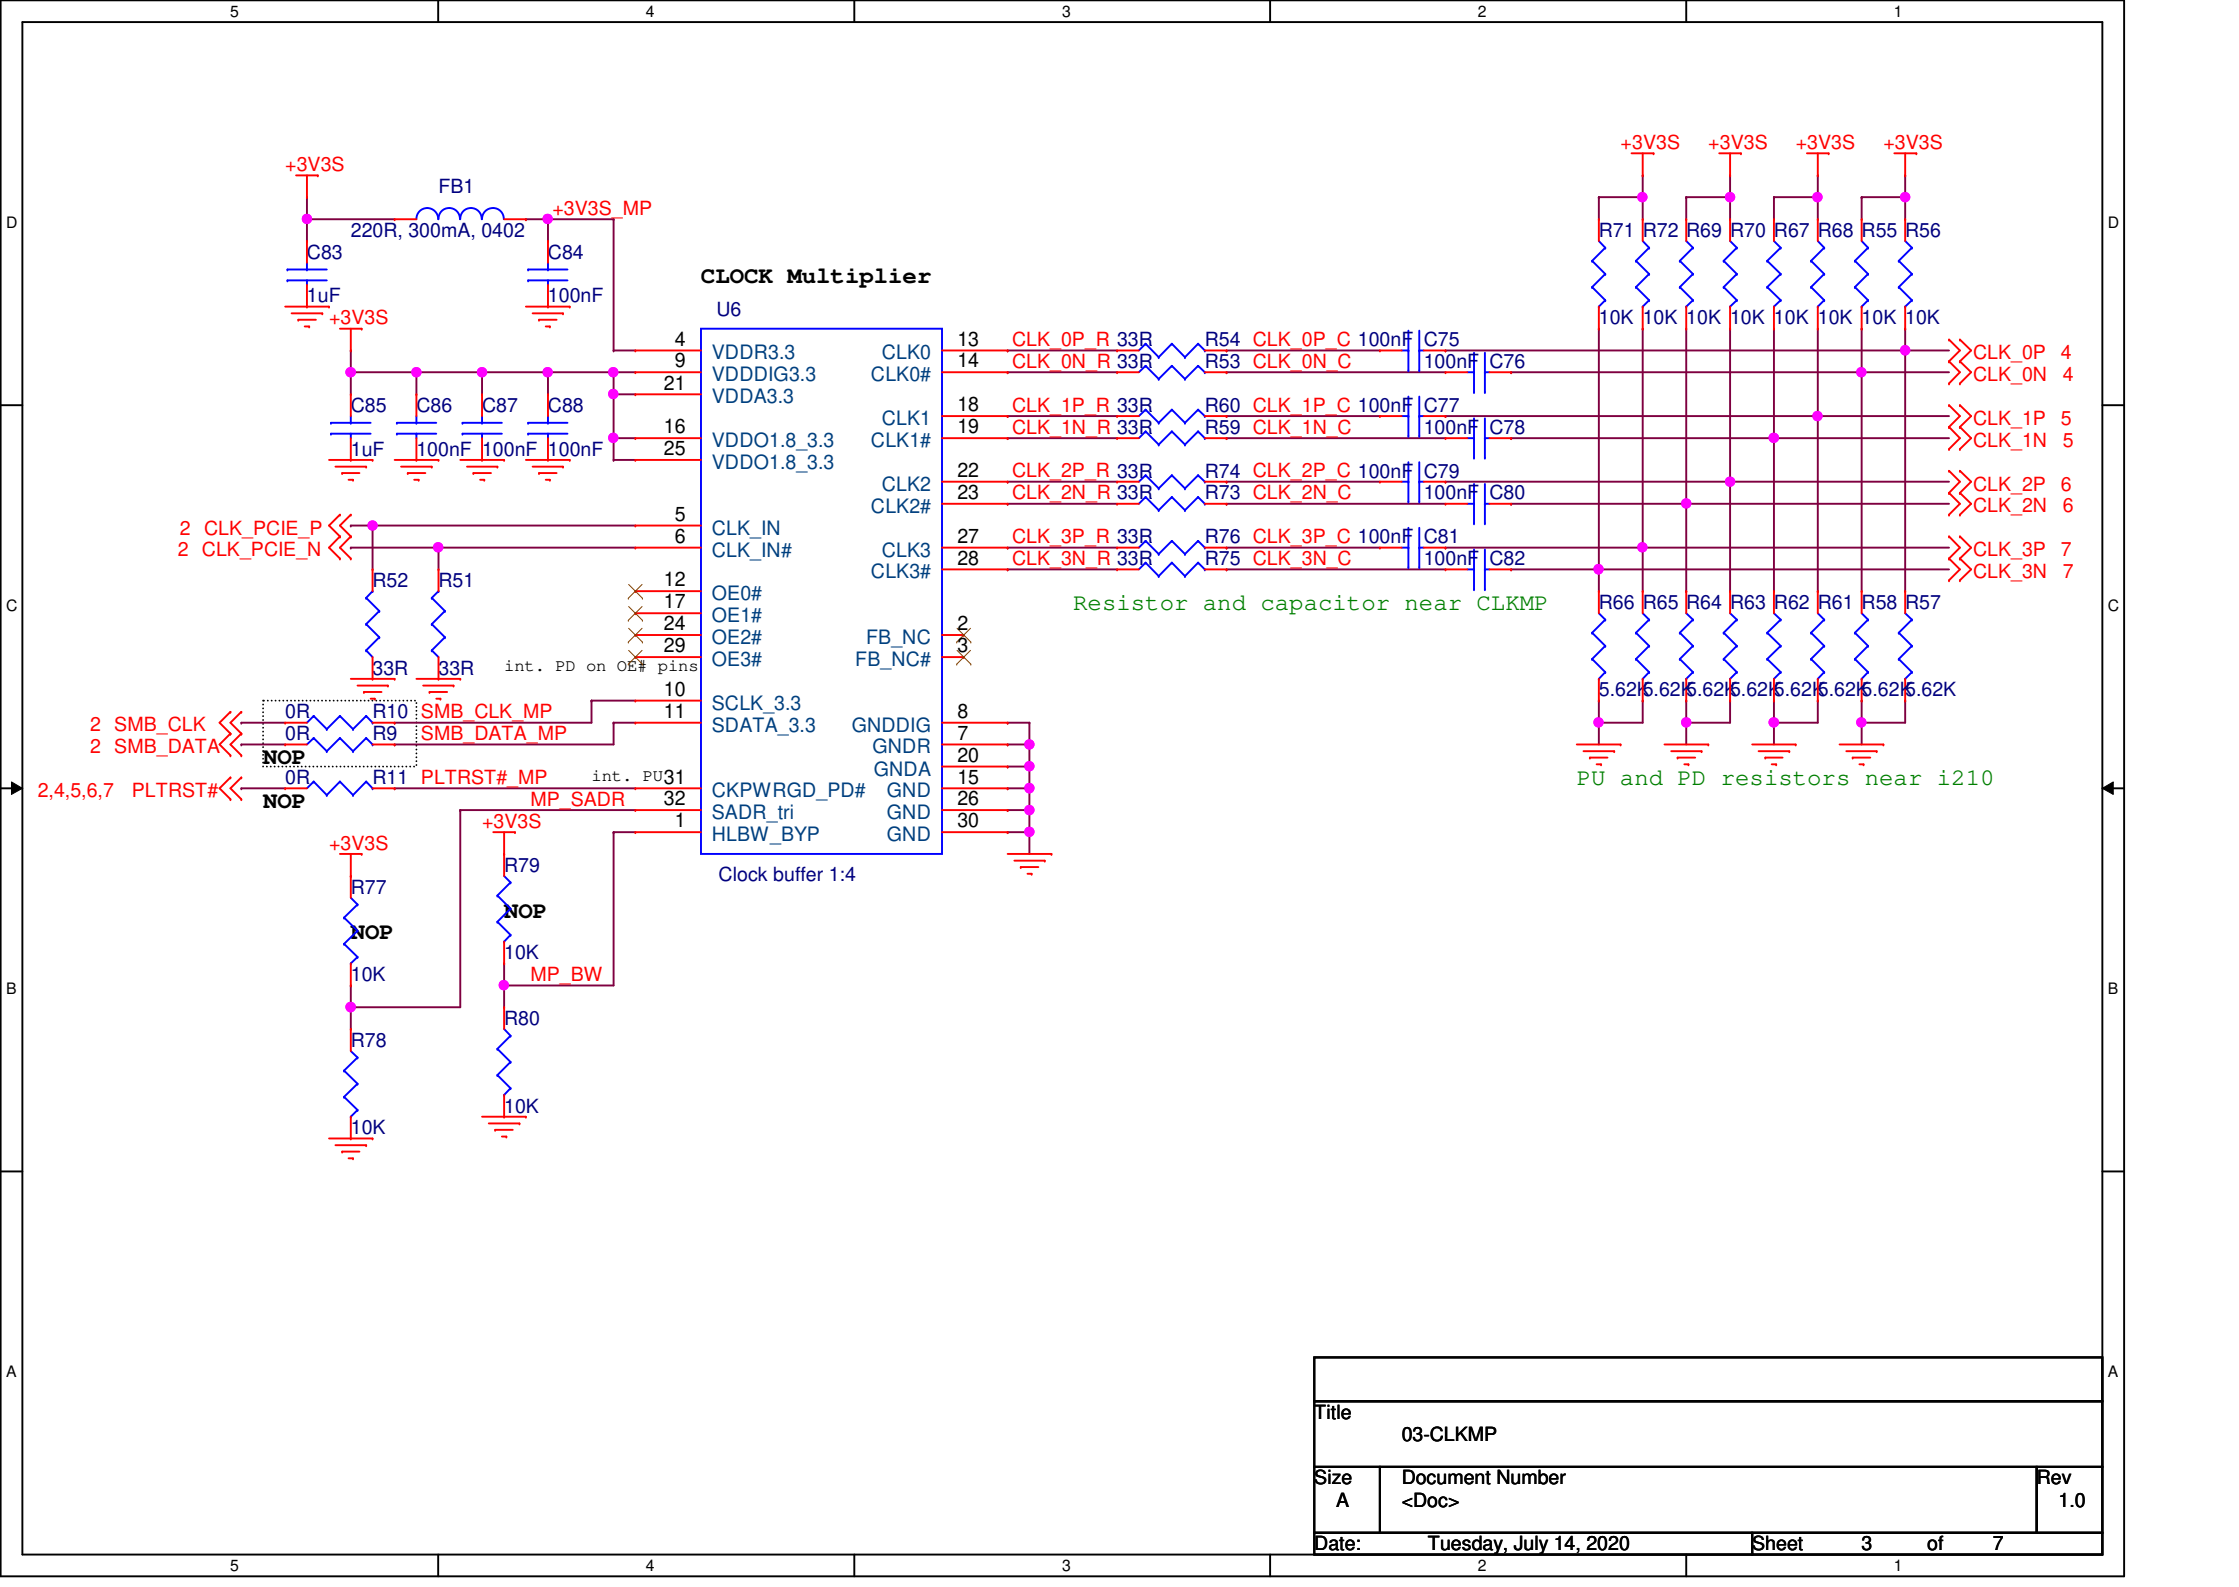 5 4 3 2 1
D D
C C
B B
A A
+3V3S
FB1
+3V3S_MP
220R, 300mA, 0402
C83
1uF
C84
100nF
+3V3S
C85
1uF
C86
100nF
C87
100nF
C88
100nF
CLOCK Multiplier
U6
4 VDDR3.3
9 VDDDIG3.3
21 VDDA3.3
16 VDDO1.8_3.3
25 VDDO1.8_3.3
5 CLK_IN
6 CLK_IN#
12 OE0#
17 OE1#
24 OE2#
29 OE3#
int. PD on OE# pins
10 SCLK_3.3
11 SDATA_3.3
int. PU
31 CKPWRGD_PD#
32 SADR_tri
1 HLBW_BYP
CLK0 13
CLK0# 14
CLK1 18
CLK1# 19
CLK2 22
CLK2# 23
CLK3 27
CLK3# 28
FB_NC 2
FB_NC# 3
GNDDIG 8
GNDR 7
GNDA 20
GND 15
GND 26
GND 30
Clock buffer 1:4
2 CLK_PCIE_P
2 CLK_PCIE_N
R52
33R
R51
33R
2 SMB_CLK 0R R10 SMB_CLK_MP
2 SMB_DATA 0R R9 SMB_DATA_MP
NOP
2,4,5,6,7 PLTRST# 0R R11 PLTRST#_MP
NOP
MP_SADR
+3V3S
R77
NOP
10K
R78
10K
+3V3S
R79
NOP
10K
MP_BW
R80
10K
CLK_0P_R 33R R54 CLK_0P_C 100nF C75
CLK_0N_R 33R R53 CLK_0N_C 100nF C76
CLK_1P_R 33R R60 CLK_1P_C 100nF C77
CLK_1N_R 33R R59 CLK_1N_C 100nF C78
CLK_2P_R 33R R74 CLK_2P_C 100nF C79
CLK_2N_R 33R R73 CLK_2N_C 100nF C80
CLK_3P_R 33R R76 CLK_3P_C 100nF C81
CLK_3N_R 33R R75 CLK_3N_C 100nF C82
Resistor and capacitor near CLKMP
+3V3S +3V3S +3V3S +3V3S
R71 R72 R69 R70 R67 R68 R55 R56
10K 10K 10K 10K 10K 10K 10K 10K
CLK_0P 4
CLK_0N 4
CLK_1P 5
CLK_1N 5
CLK_2P 6
CLK_2N 6
CLK_3P 7
CLK_3N 7
R66 R65 R64 R63 R62 R61 R58 R57
5.62K 5.62K 5.62K 5.62K 5.62K 5.62K 5.62K 5.62K
PU and PD resistors near i210
Title
03-CLKMP
Size Document Number Rev
A <Doc> 1.0
Date: Tuesday, July 14, 2020 Sheet 3 of 7
5 4 3 2 1